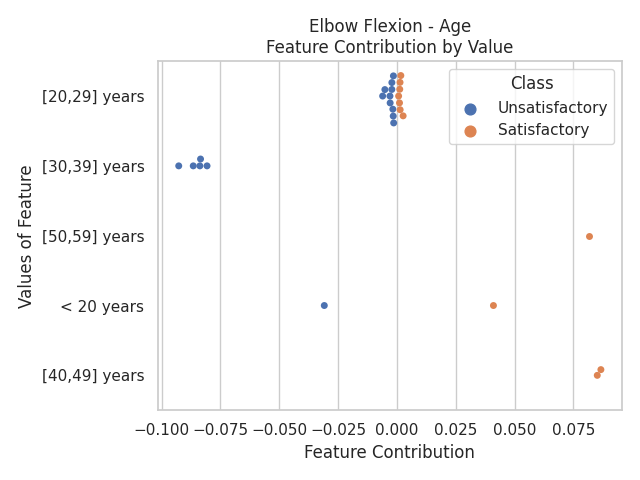 Elbow Flexion - Age
Feature Contribution by Value
Class
Unsatisfactory
Satisfactory
Values of Feature
[20,29] years
[30,39] years
[50,59] years
< 20 years
[40,49] years
−0.100 −0.075 −0.050 −0.025 0.000 0.025 0.050 0.075
Feature Contribution